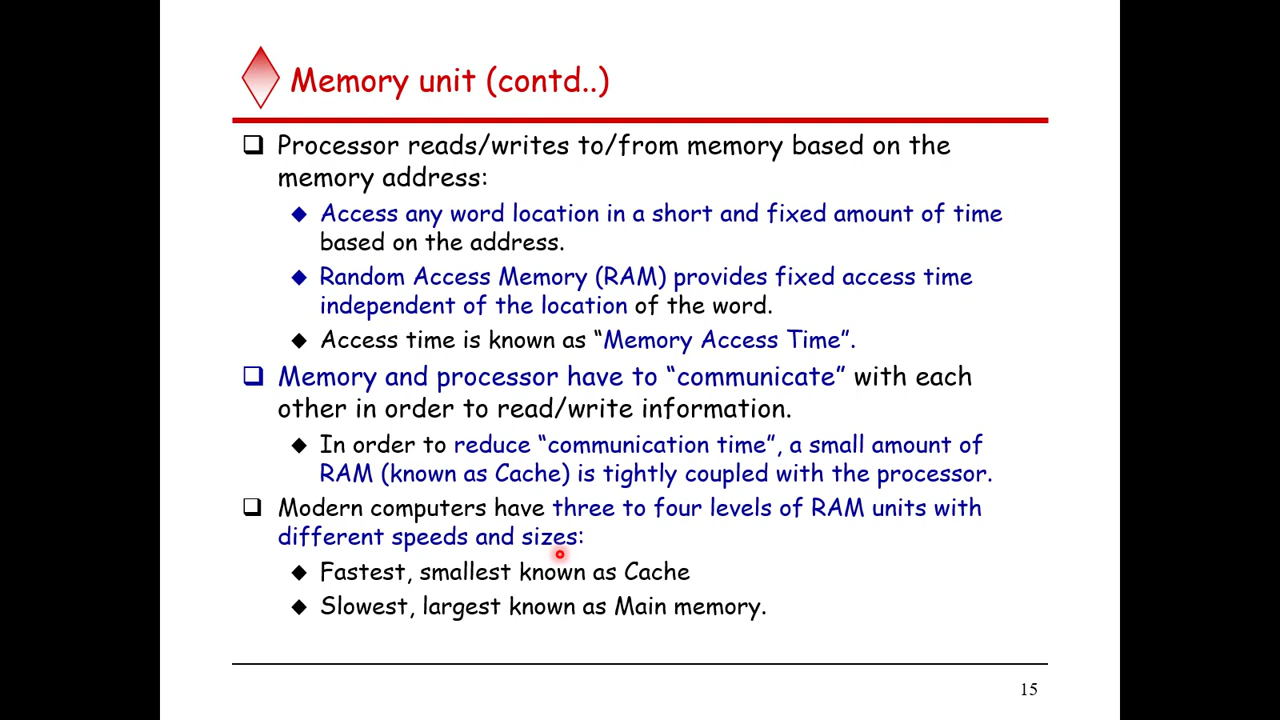 Memory unit (contd..)
Processor reads/writes to/from memory based on the
memory address:
Access any word location in a short and fixed amount of time
based on the address.
Random Access Memory (RAM) provides fixed access time
independent of the location of the word.
Access time is known as “Memory Access Time”.
Memory and processor have to “communicate” with each
other in order to read/write information.
In order to reduce “communication time”, a small amount of
RAM (known as Cache) is tightly coupled with the processor.
Modern computers have three to four levels of RAM units with
different speeds and sizes:
Fastest, smallest known as Cache
Slowest, largest known as Main memory.
15